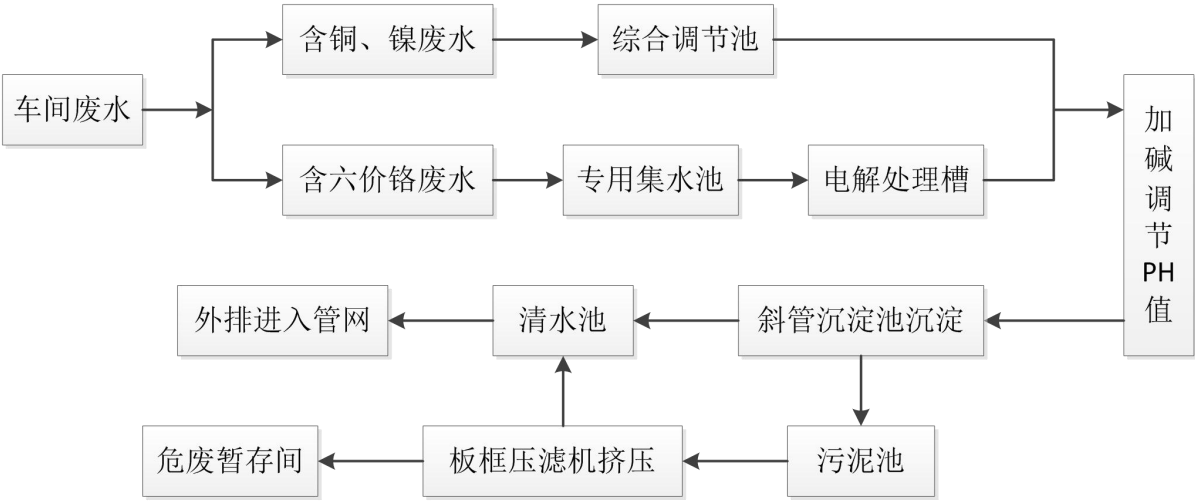 含铜、镍废水
综合调节池
车间废水
含六价铬废水
专用集水池
电解处理槽
加
碱
调
节
PH
值
外排进入管网
清水池
斜管沉淀池沉淀
危废暂存间
板框压滤机挤压
污泥池